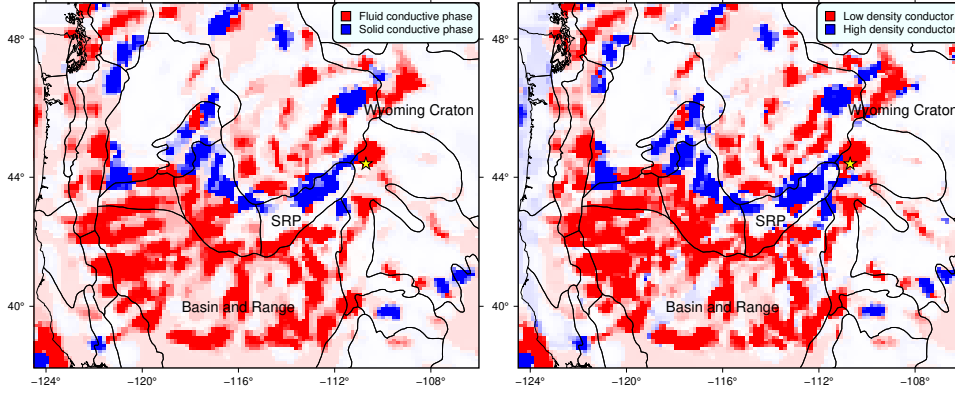 Fluid conductive phase
Solid conductive phase
48°
44°
40°
Wyoming Craton
SRP
Basin and Range
−124°
−120°
−116°
−112°
−108°
Low density conductor
High density conductor
48°
44°
40°
Wyoming Craton
SRP
Basin and Range
−124°
−120°
−116°
−112°
−108°